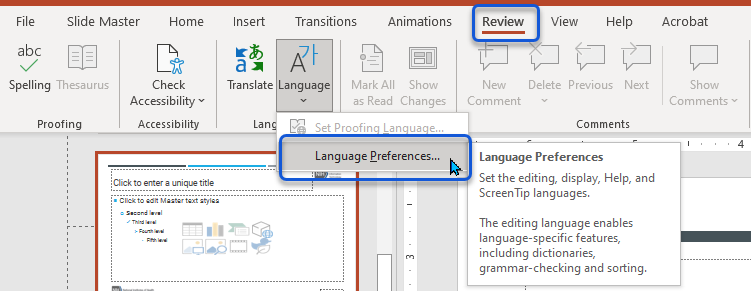 File Slide Master Home Insert Transitions Animations Review View Help Acrobat
abc
Spelling Thesaurus
Check
Accessibility
Translate Language
Mark All
as Read
Show
Changes
New
Comment
Delete Previous Next
Show
Comments
Proofing Accessibility Lang Comments
Set Proofing Language...
Language Preferences...
Language Preferences
Set the editing, display, Help, and
ScreenTip languages.
The editing language enables
language-specific features,
including dictionaries,
grammar-checking and sorting.
Click to enter a unique title
Click to edit Master text styles
Second level
Third level
Fourth level
Fifth level